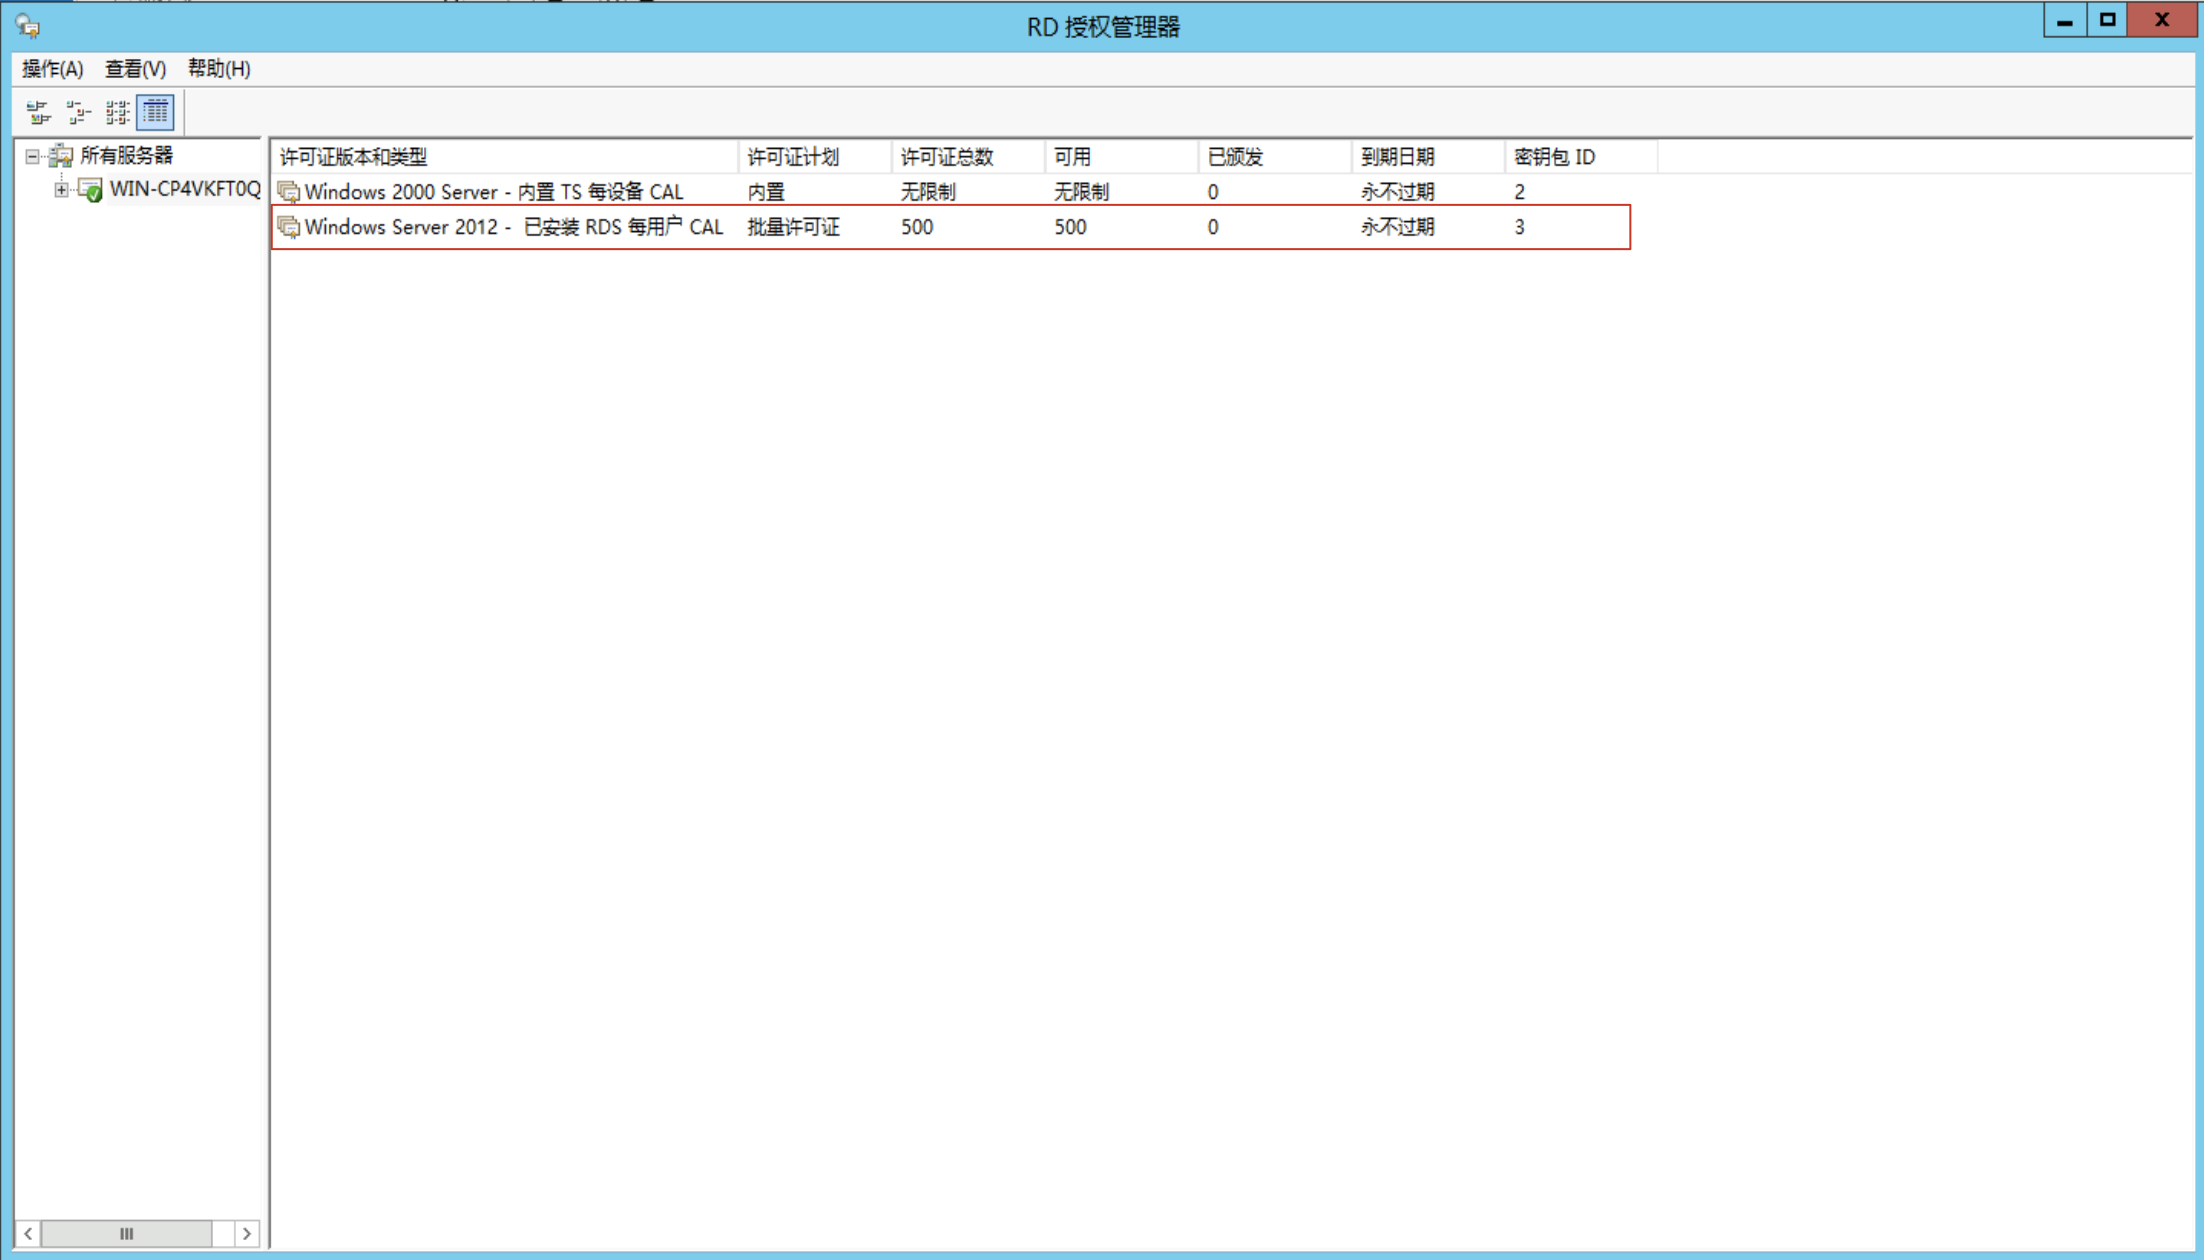 RD 授权管理器
操作(A) 查看(V) 帮助(H)
所有服务器
WIN-CP4VKFT0Q
许可证版本和类型 许可证计划 许可证总数 可用 已颁发 到期日期 密钥包 ID
Windows 2000 Server - 内置 TS 每设备 CAL 内置 无限制 无限制 0 永不过期 2
Windows Server 2012 - 已安装 RDS 每用户 CAL 批量许可证 500 500 0 永不过期 3